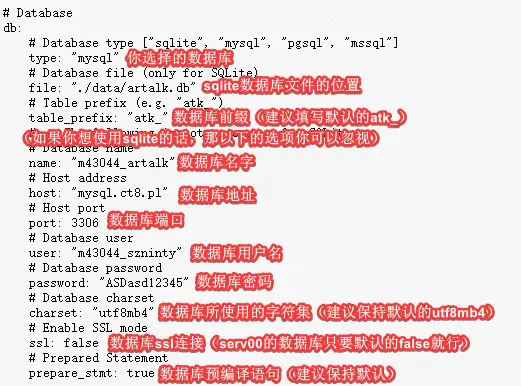 # Database
db:
# Database type ["sqlite", "mysql", "pgsql", "mssql"]
type: "mysql" 你选择的数据库
# Database file (only for SQLite)
file: "./data/artalk.db" sqlite数据库文件的位置
# Table prefix (e.g. "atk_")
table_prefix: "atk_" 数据库前缀（建议填写默认的atk_）
（如果你想使用sqlite的话，那以下的选项你可以忽视）
# Database name
name: "m43044_artalk" 数据库名字
# Host address
host: "mysql.ct8.pl" 数据库地址
# Host port
port: 3306 数据库端口
# Database user
user: "m43044_szninty" 数据库用户名
# Database password
password: "ASDasd12345" 数据库密码
# Database charset
charset: "utf8mb4" 数据库所使用的字符集（建议保持默认的utf8mb4）
# Enable SSL mode
ssl: false 数据库ssl连接（serv00的数据库只要默认的false就行）
# Prepared Statement
prepare_stmt: true 数据库预编译语句（建议保持默认）